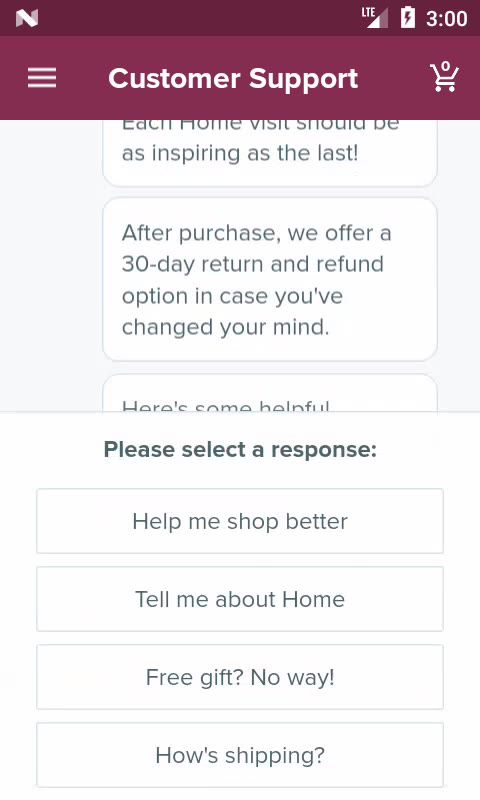 LTE 3:00
Customer Support
0
Each Home visit should be
as inspiring as the last!
After purchase, we offer a
30-day return and refund
option in case you've
changed your mind.
Here's some helpful
Please select a response:
Help me shop better
Tell me about Home
Free gift? No way!
How's shipping?